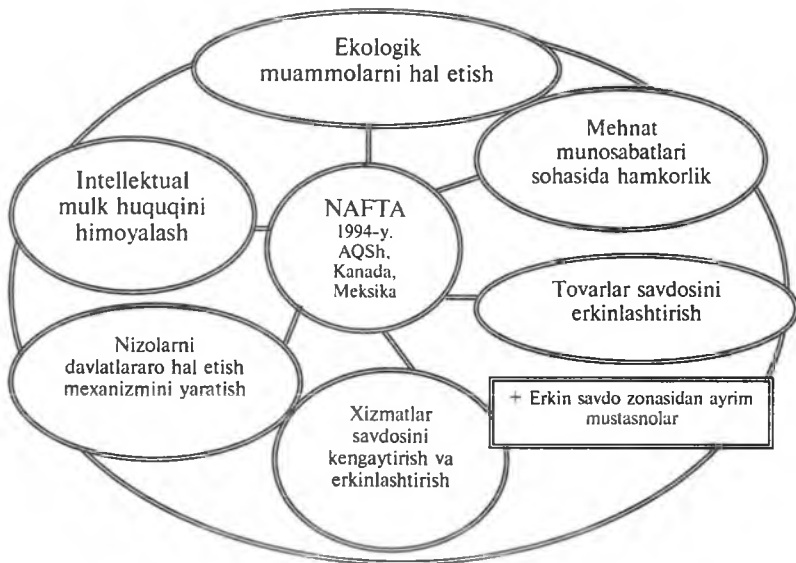 Ekologik
muammolarni hal etish
Mehnat
munosabatlari
sohasida hamkorlik
Intellektual
mulk huquqini
himoyalash
NAFTA
1994-y.
AQSh,
Kanada,
Meksika
Tovarlar savdosini
erkinlashtirish
Nizolarni
davlatlararo hal etish
mexanizmini yaratish
Xizmatlar
savdosini
kengaytirish va
erkinlashtirish
+ Erkin savdo zonasidan ayrim
mustasnolar